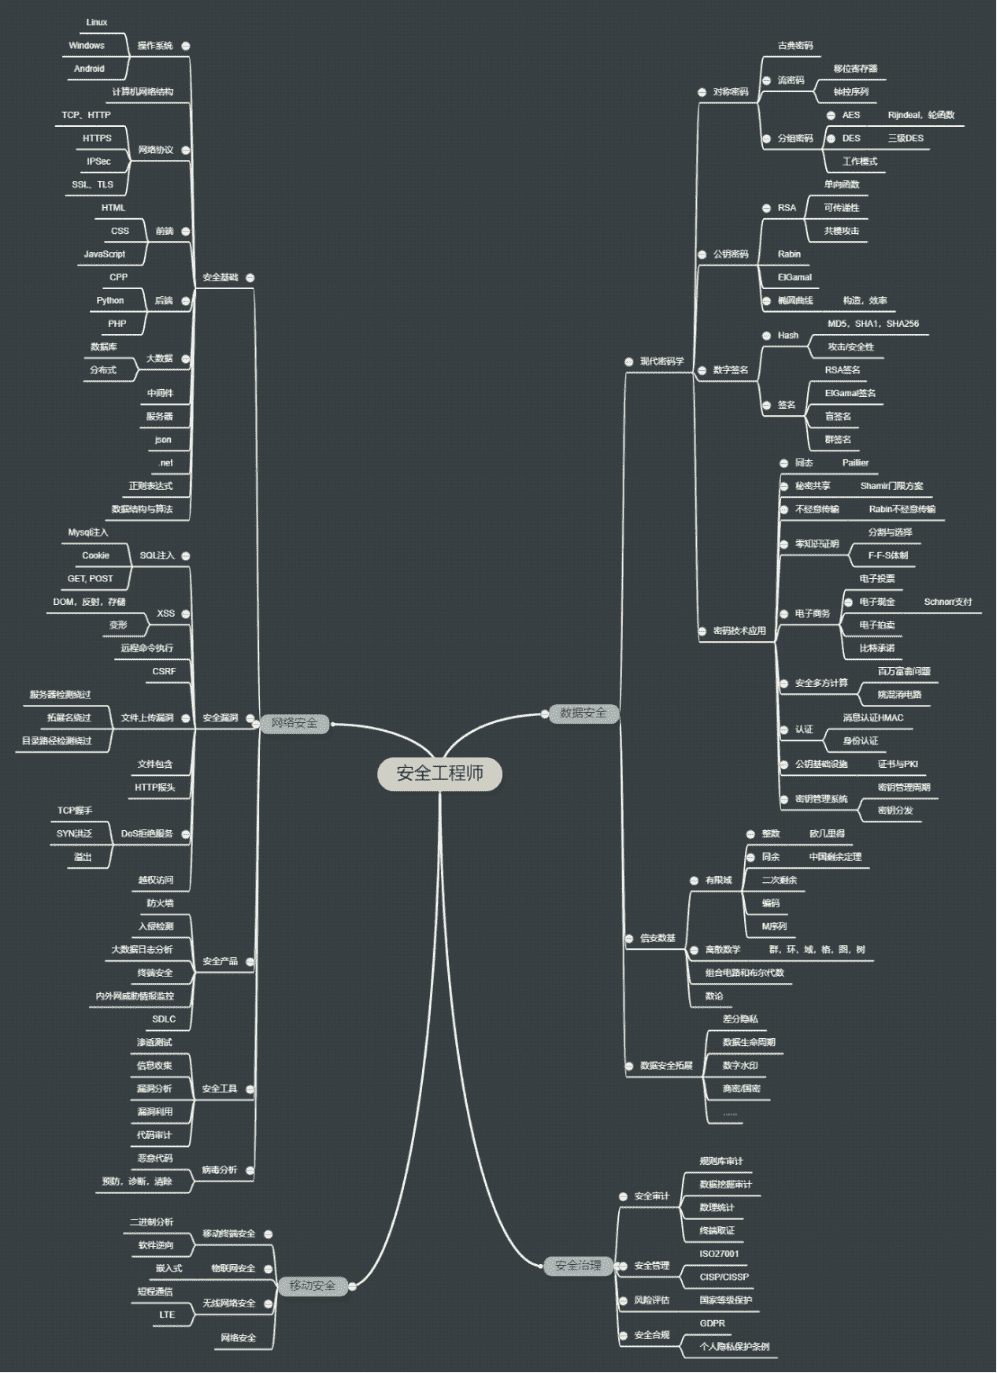 安全工程师
网络安全
安全基础
操作系统
Linux
Windows
Android
计算机网络结构
网络协议
TCP、HTTP
HTTPS
IPSec
SSL、TLS
前端
HTML
CSS
JavaScript
后端
CPP
Python
PHP
大数据
数据库
分布式
中间件
服务器
json
.net
正则表达式
数据结构与算法
安全漏洞
SQL注入
Mysql注入
Cookie
GET, POST
XSS
DOM，反射，存储
变形
远程命令执行
CSRF
文件上传漏洞
服务器检测绕过
拓展名绕过
目录路径检测绕过
文件包含
HTTP报头
DoS拒绝服务
TCP握手
SYN洪泛
溢出
越权访问
安全产品
防火墙
入侵检测
大数据日志分析
终端安全
内外网威胁情报监控
SDLC
安全工具
渗透测试
信息收集
漏洞分析
漏洞利用
代码审计
病毒分析
恶意代码
预防，诊断，清除
移动安全
移动终端安全
二进制分析
软件逆向
物联网安全
嵌入式
无线网络安全
短程通信
LTE
网络安全
数据安全
现代密码学
对称密码
古典密码
流密码
移位寄存器
钟控序列
分组密码
AES
Rijndeal，轮函数
DES
三级DES
工作模式
公钥密码
RSA
单向函数
可传递性
共模攻击
Rabin
ElGamal
椭圆曲线
构造，效率
数字签名
Hash
MD5，SHA1，SHA256
攻击/安全性
签名
RSA签名
ElGamal签名
盲签名
群签名
密码技术应用
同态
Paillier
秘密共享
Shamir门限方案
不经意传输
Rabin不经意传输
零知识证明
分割与选择
F-F-S体制
电子商务
电子投票
电子现金
Schnorr支付
电子拍卖
比特承诺
安全多方计算
百万富翁问题
姚混淆电路
认证
消息认证HMAC
身份认证
公钥基础设施
证书与PKI
密钥管理系统
密钥管理周期
密钥分发
信安数基
有限域
整数
欧几里得
同余
中国剩余定理
二次剩余
编码
M序列
离散数学
群，环，域，格，图，树
组合电路和布尔代数
数论
数据安全拓展
差分隐私
数据生命周期
数字水印
商密/国密
......
安全治理
安全审计
规则库审计
数据挖掘审计
数理统计
终端取证
安全管理
ISO27001
CISP/CISSP
风险评估
国家等级保护
安全合规
GDPR
个人隐私保护条例